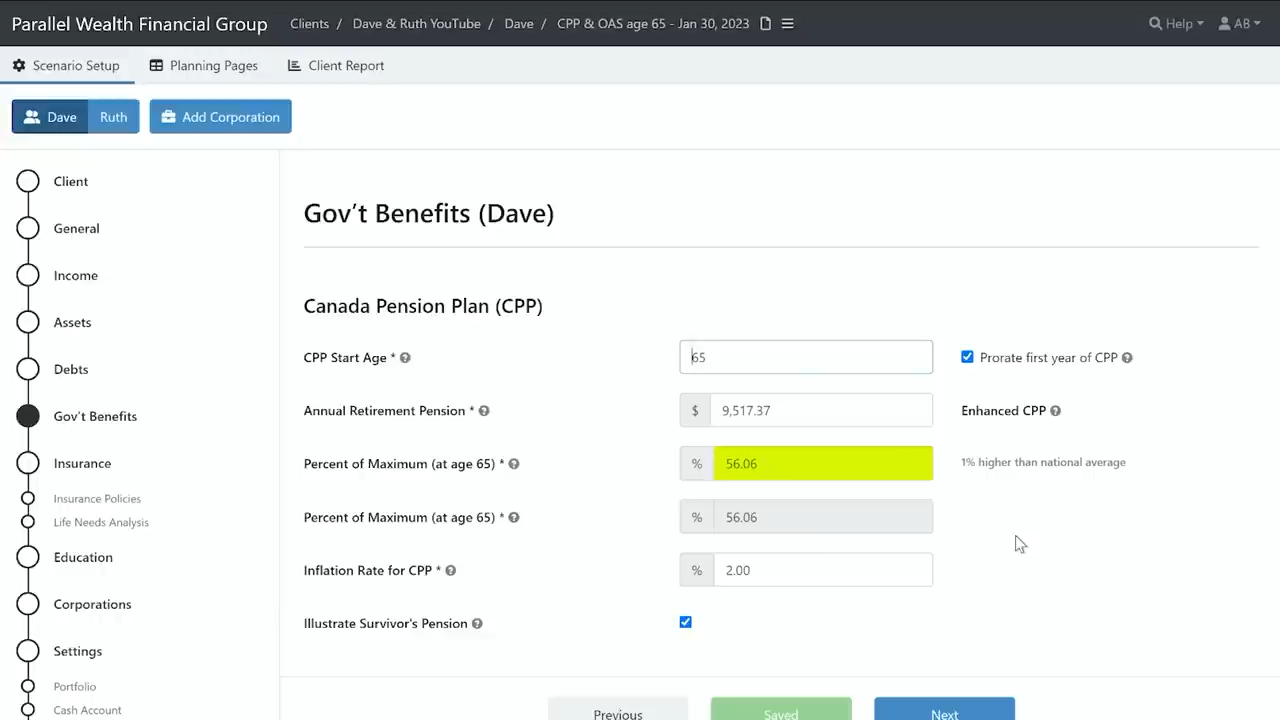 Parallel Wealth Financial Group Clients / Dave & Ruth YouTube / Dave / CPP & OAS age 65 - Jan 30, 2023 Help AB
Scenario Setup Planning Pages Client Report
Dave Ruth Add Corporation
Client
General
Income
Assets
Debts
Gov't Benefits
Insurance
Insurance Policies
Life Needs Analysis
Education
Corporations
Settings
Portfolio
Cash Account
Gov't Benefits (Dave)
Canada Pension Plan (CPP)
CPP Start Age * 65 Prorate first year of CPP
Annual Retirement Pension * $ 9,517.37 Enhanced CPP
Percent of Maximum (at age 65) * % 56.06 1% higher than national average
Percent of Maximum (at age 65) * % 56.06
Inflation Rate for CPP * % 2.00
Illustrate Survivor's Pension
Previous Saved Next